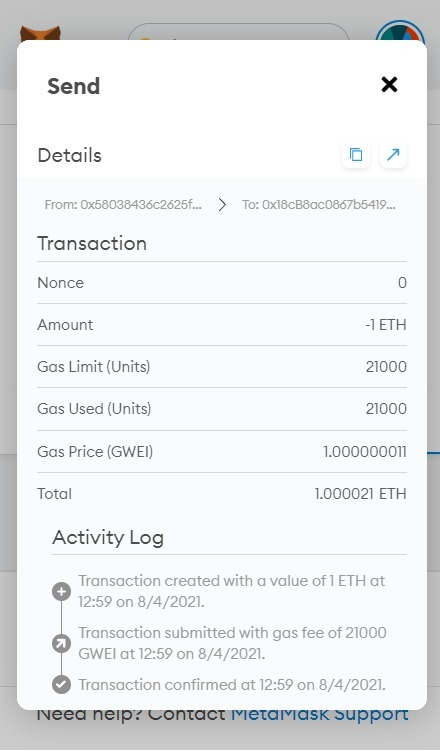 Send
Details
From: 0x58038436c2625f... To: 0x18cB8ac0867b5419...
Transaction
Nonce 0
Amount -1 ETH
Gas Limit (Units) 21000
Gas Used (Units) 21000
Gas Price (GWEI) 1.000000011
Total 1.000021 ETH
Activity Log
Transaction created with a value of 1 ETH at
12:59 on 8/4/2021.
Transaction submitted with gas fee of 21000
GWEI at 12:59 on 8/4/2021.
Transaction confirmed at 12:59 on 8/4/2021.
Need help? Contact MetaMask Support